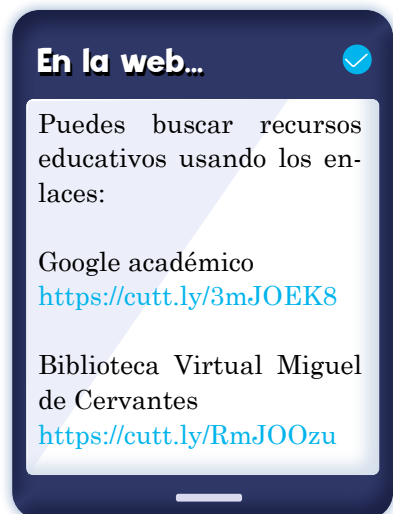 En la web...
Puedes buscar recursos
educativos usando los en-
laces:
Google académico
https://cutt.ly/3mJOEK8
Biblioteca Virtual Miguel
de Cervantes
https://cutt.ly/RmJOOzu